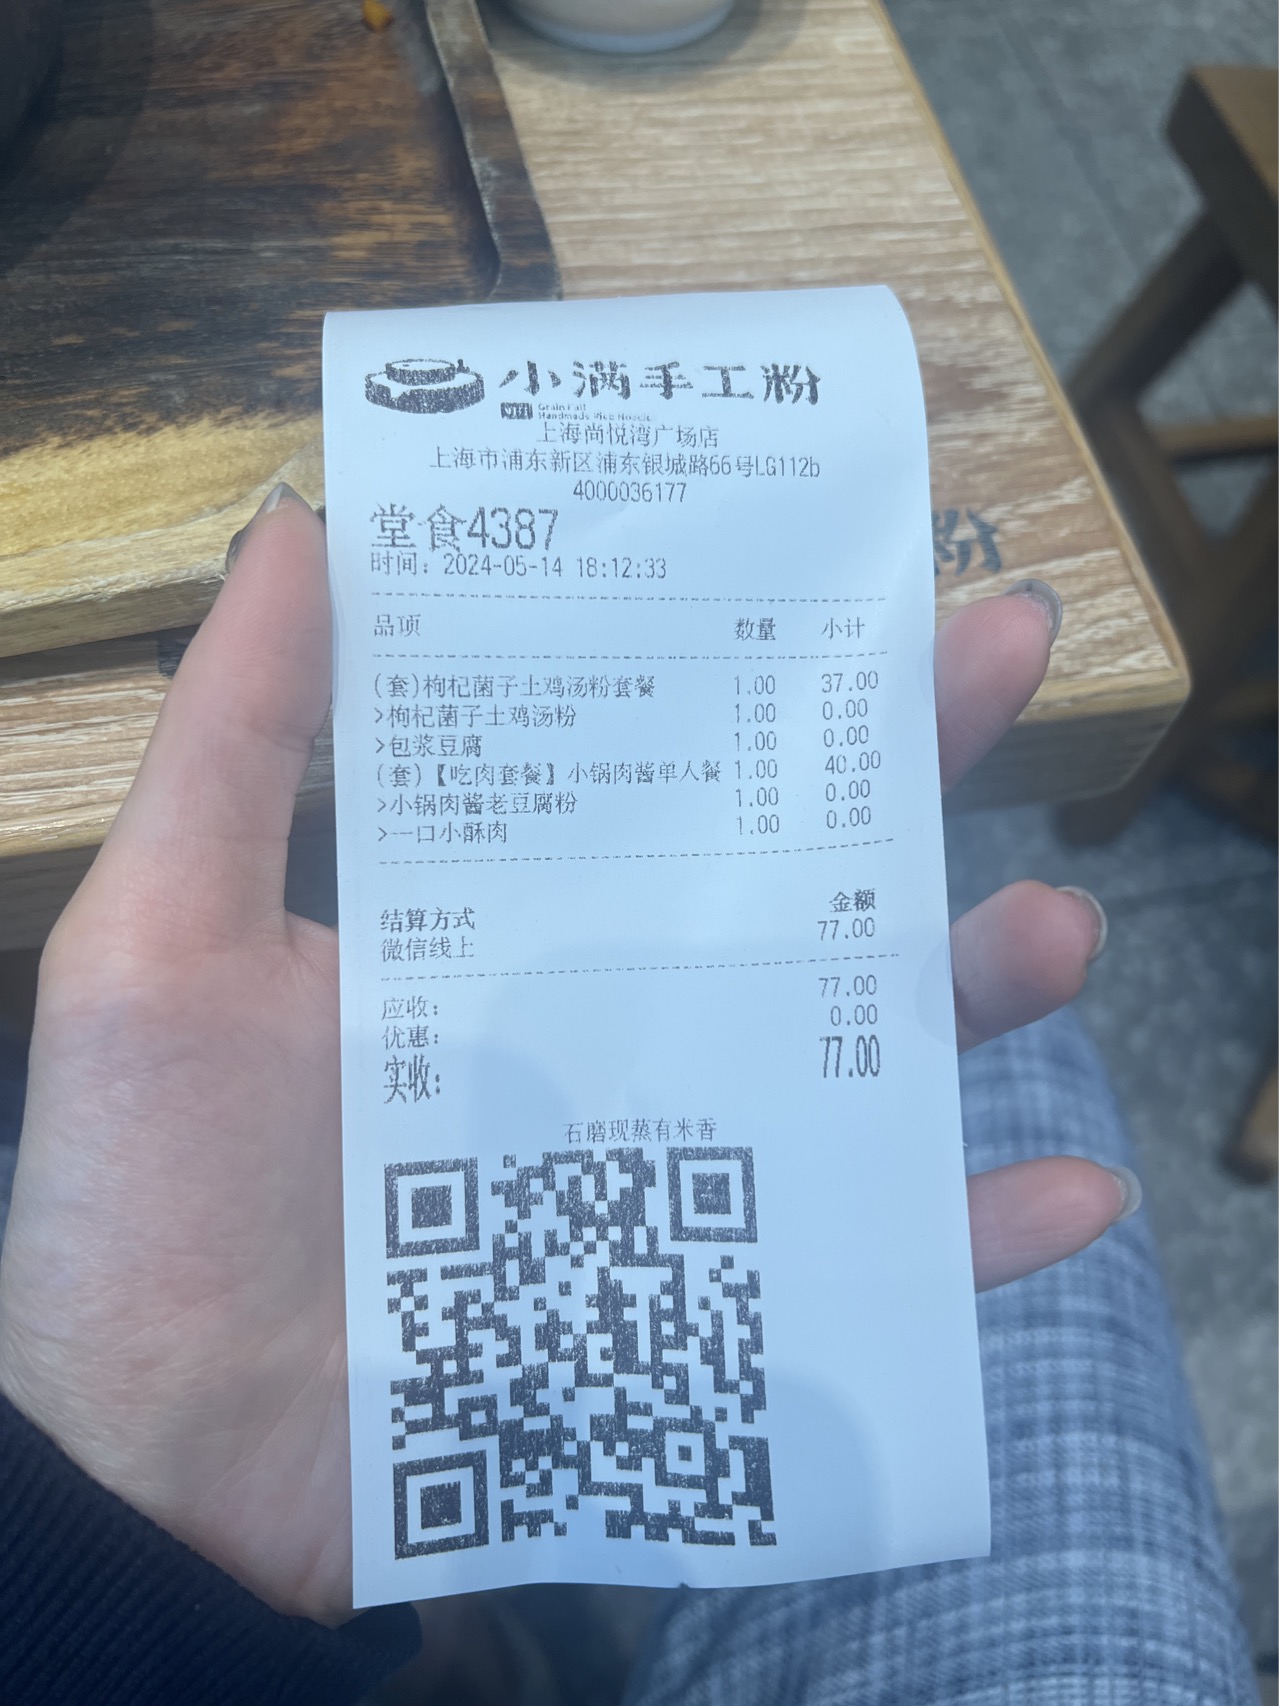 小满手工粉
Grain Full
Handmade Rice Noodle
上海尚悦湾广场店
上海市浦东新区浦东银城路66号LG112b
4000036177
堂食4387
时间：2024-05-14 18:12:33
品项 数量 小计
(套)枸杞菌子土鸡汤粉套餐 1.00 37.00
>枸杞菌子土鸡汤粉 1.00 0.00
>包浆豆腐 1.00 0.00
(套)【吃肉套餐】小锅肉酱单人餐 1.00 40.00
>小锅肉酱老豆腐粉 1.00 0.00
>一口小酥肉 1.00 0.00
结算方式 金额
微信线上 77.00
应收： 77.00
优惠： 0.00
实收： 77.00
石磨现蒸有米香
粉